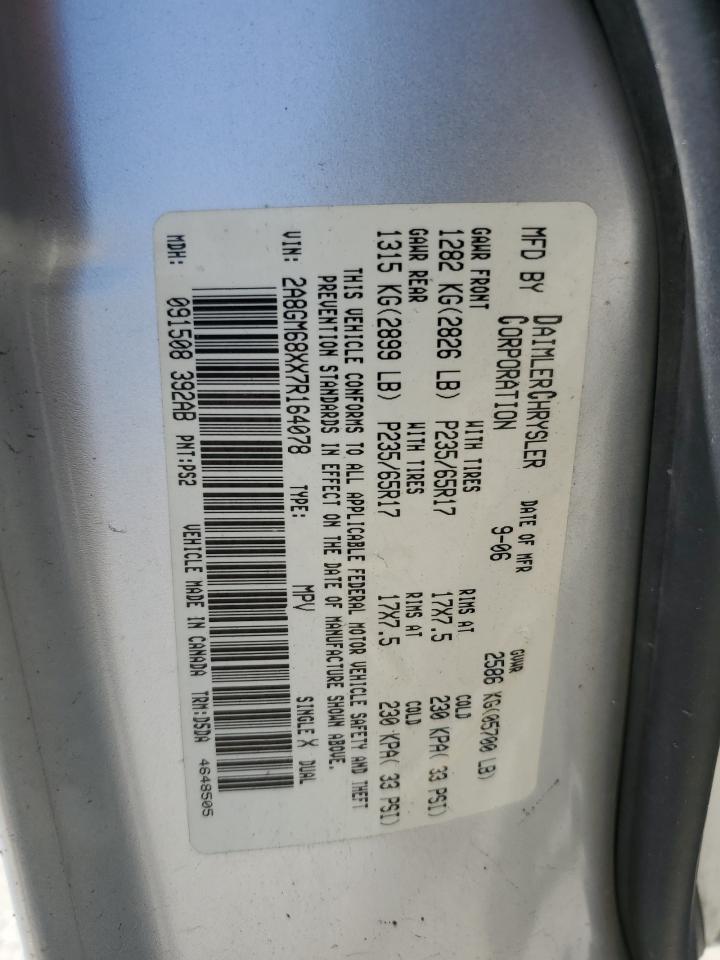 MFD BY DAIMLERCHRYSLER CORPORATION
DATE OF MFR 9-06
GVWR 2586 KG(05700 LB)
GAWR FRONT WITH TIRES RIMS AT COLD
1282 KG(2826 LB) P235/65R17 17X7.5 230 KPA( 33 PSI)
GAWR REAR WITH TIRES RIMS AT COLD
1315 KG(2899 LB) P235/65R17 17X7.5 230 KPA( 33 PSI)
THIS VEHICLE CONFORMS TO ALL APPLICABLE FEDERAL MOTOR VEHICLE SAFETY AND THEFT
PREVENTION STANDARDS IN EFFECT ON THE DATE OF MANUFACTURE SHOWN ABOVE.
VIN: 2A8GM68XX7R164078 TYPE: MPV SINGLE X DUAL
MDH: 091508 392AB PNT:PS2 VEHICLE MADE IN CANADA TRM:D5DA 4648505